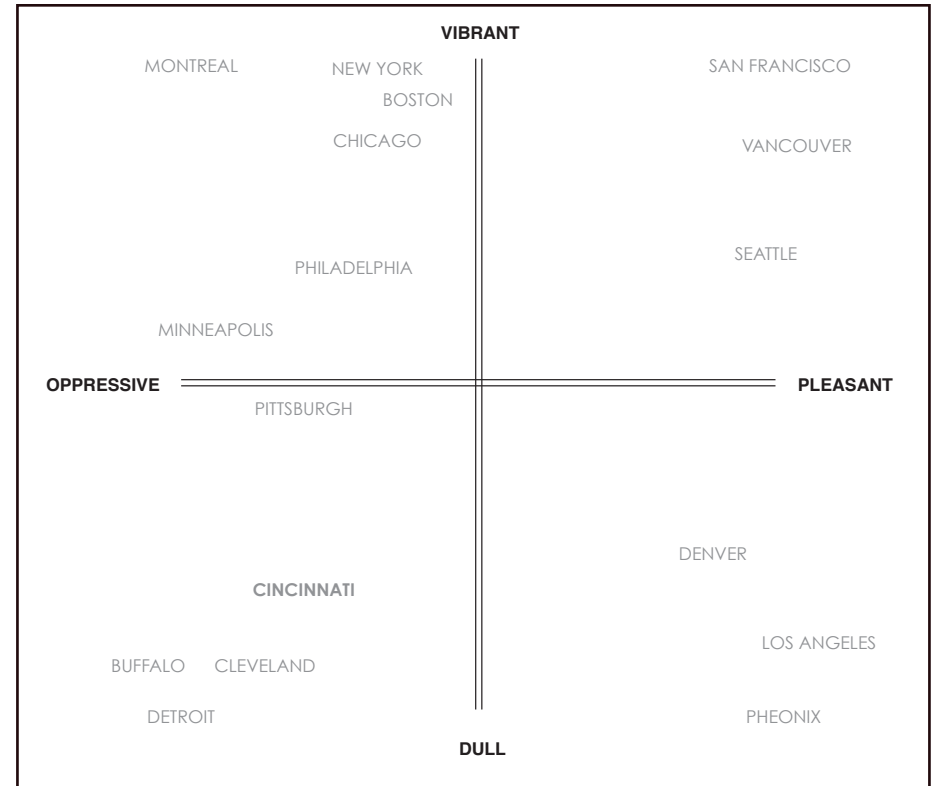 VIBRANT
MONTREAL
NEW YORK
SAN FRANCISCO
BOSTON
CHICAGO
VANCOUVER
SEATTLE
PHILADELPHIA
MINNEAPOLIS
OPPRESSIVE
PLEASANT
PITTSBURGH
DENVER
CINCINNATI
LOS ANGELES
BUFFALO
CLEVELAND
DETROIT
PHEONIX
DULL